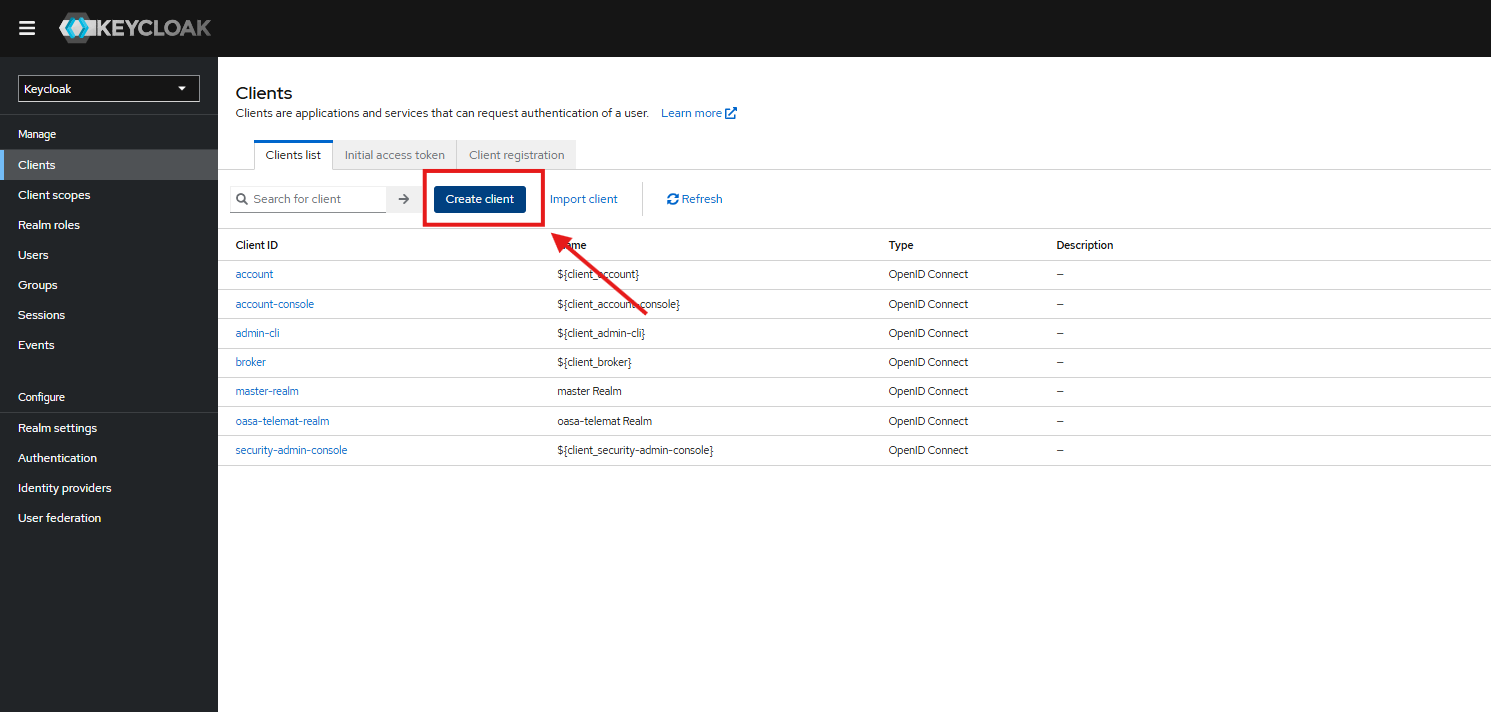 KEYCLOAK
Keycloak
Manage
Clients
Client scopes
Realm roles
Users
Groups
Sessions
Events
Configure
Realm settings
Authentication
Identity providers
User federation
Clients
Clients are applications and services that can request authentication of a user. Learn more
Clients list Initial access token Client registration
Search for client Create client Import client Refresh
Client ID Type Description
account ${client_account} OpenID Connect –
account-console ${client_account-console} OpenID Connect –
admin-cli ${client_admin-cli} OpenID Connect –
broker ${client_broker} OpenID Connect –
master-realm master Realm OpenID Connect –
oasa-telemat-realm oasa-telemat Realm OpenID Connect –
security-admin-console ${client_security-admin-console} OpenID Connect –